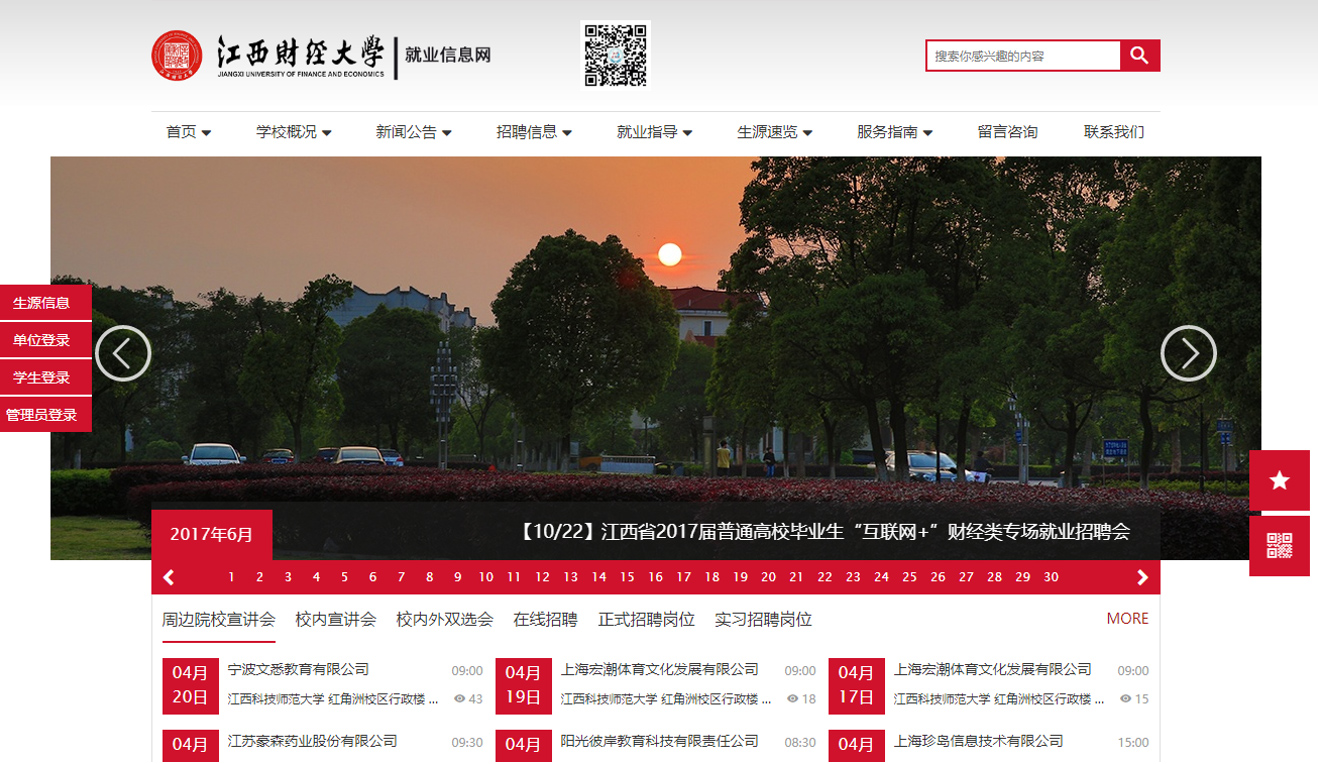 江西财经大学
JIANGXI UNIVERSITY OF FINANCE AND ECONOMICS
就业信息网
搜索你感兴趣的内容
首页 学校概况 新闻公告 招聘信息 就业指导 生源速览 服务指南 留言咨询 联系我们
生源信息
单位登录
学生登录
管理员登录
2017年6月
【10/22】江西省2017届普通高校毕业生“互联网+”财经类专场就业招聘会
1 2 3 4 5 6 7 8 9 10 11 12 13 14 15 16 17 18 19 20 21 22 23 24 25 26 27 28 29 30
周边院校宣讲会 校内宣讲会 校内外双选会 在线招聘 正式招聘岗位 实习招聘岗位 MORE
04月
20日
宁波文悉教育有限公司 09:00
江西科技师范大学 红角洲校区行政楼 ... 43
04月
19日
上海宏潮体育文化发展有限公司 09:00
江西科技师范大学 红角洲校区行政楼 ... 18
04月
17日
上海宏潮体育文化发展有限公司 09:00
江西科技师范大学 红角洲校区行政楼 ... 15
04月
江苏豪森药业股份有限公司 09:30
04月
阳光彼岸教育科技有限责任公司 08:30
04月
上海珍岛信息技术有限公司 15:00